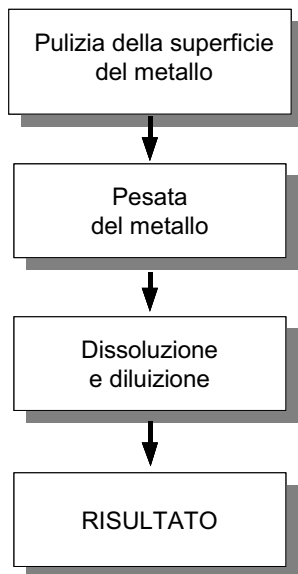 Pulizia della superficie
del metallo
Pesata
del metallo
Dissoluzione
e diluizione
RISULTATO